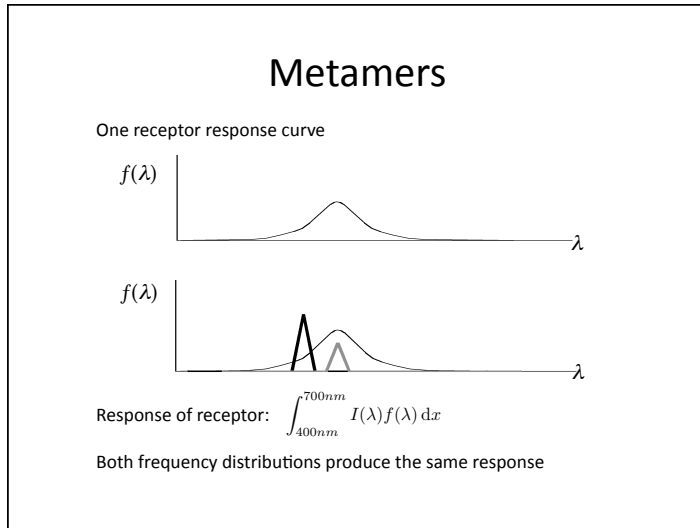 Metamers
One receptor response curve
f(λ)
λ
f(λ)
λ
Response of receptor: ∫_{400nm}^{700nm} I(λ)f(λ) dx
Both frequency distributions produce the same response